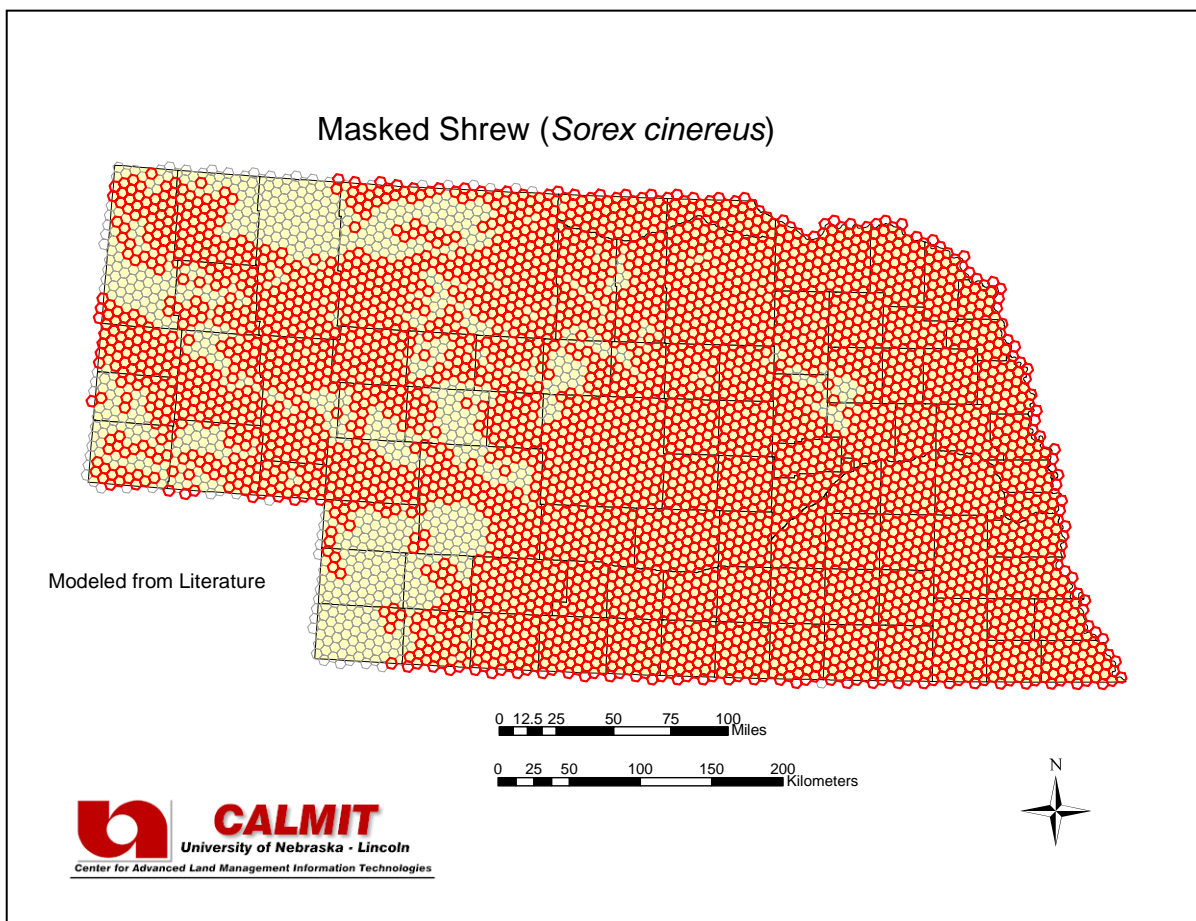 Masked Shrew (Sorex cinereus)
Modeled from Literature
0 12.5 25 50 75 100
Miles
0 25 50 100 150 200
Kilometers
N
CALMIT
University of Nebraska - Lincoln
Center for Advanced Land Management Information Technologies